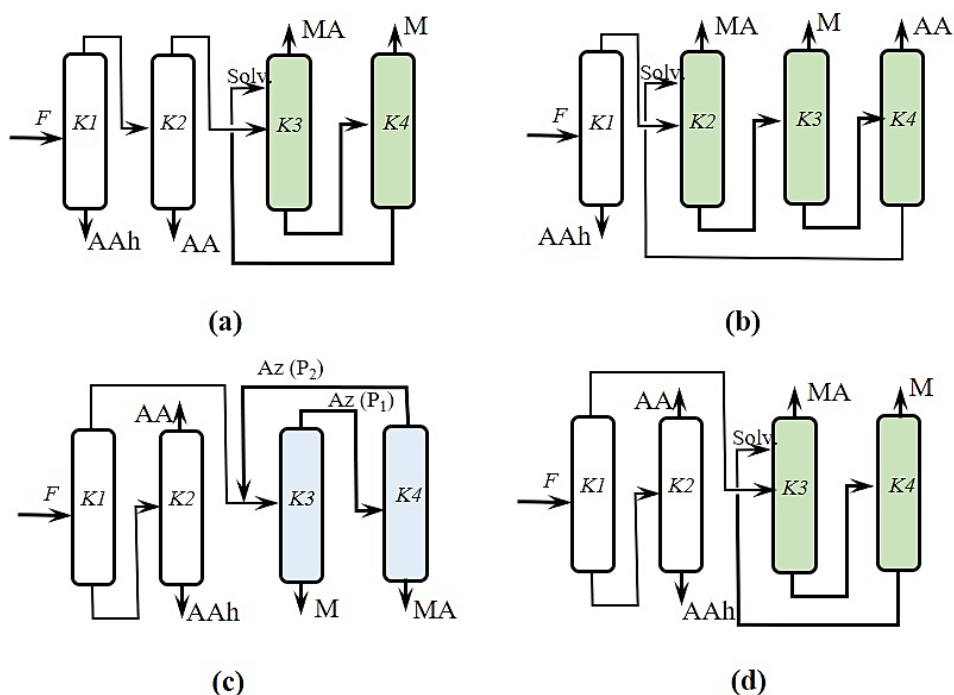 MA M
Solv.
F K1 K2 K3 K4
AAh AA
(a)
MA M AA
Solv.
F K1 K2 K3 K4
AAh
(b)
Az (P₂)
Az (P₁)
AA
F K1 K2 K3 K4
AAh M MA
(c)
AA MA M
Solv.
F K1 K2 K3 K4
AAh
(d)